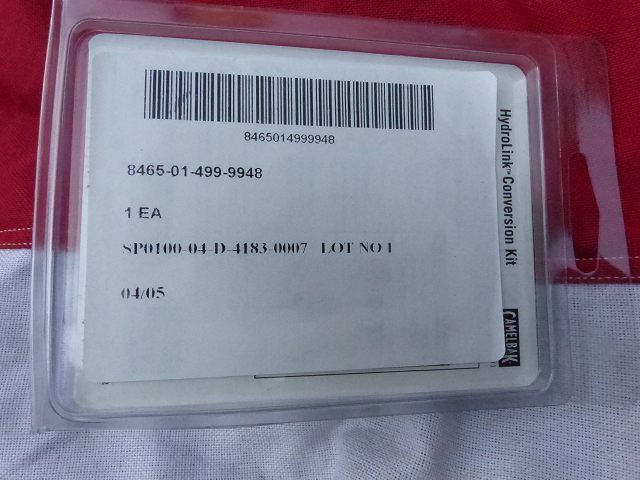 8465014999948
8465-01-499-9948
1 EA
SP0100-04-D-4183-0007 LOT NO 1
04/05
HydroLink™ Conversion Kit
CAMELBAK